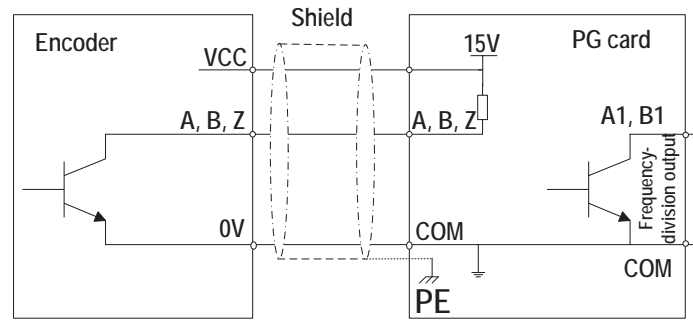 Shield
Encoder
15V
PG card
VCC
A, B, Z
A, B, Z
A1, B1
Frequency-
division output
0V
COM
COM
PE